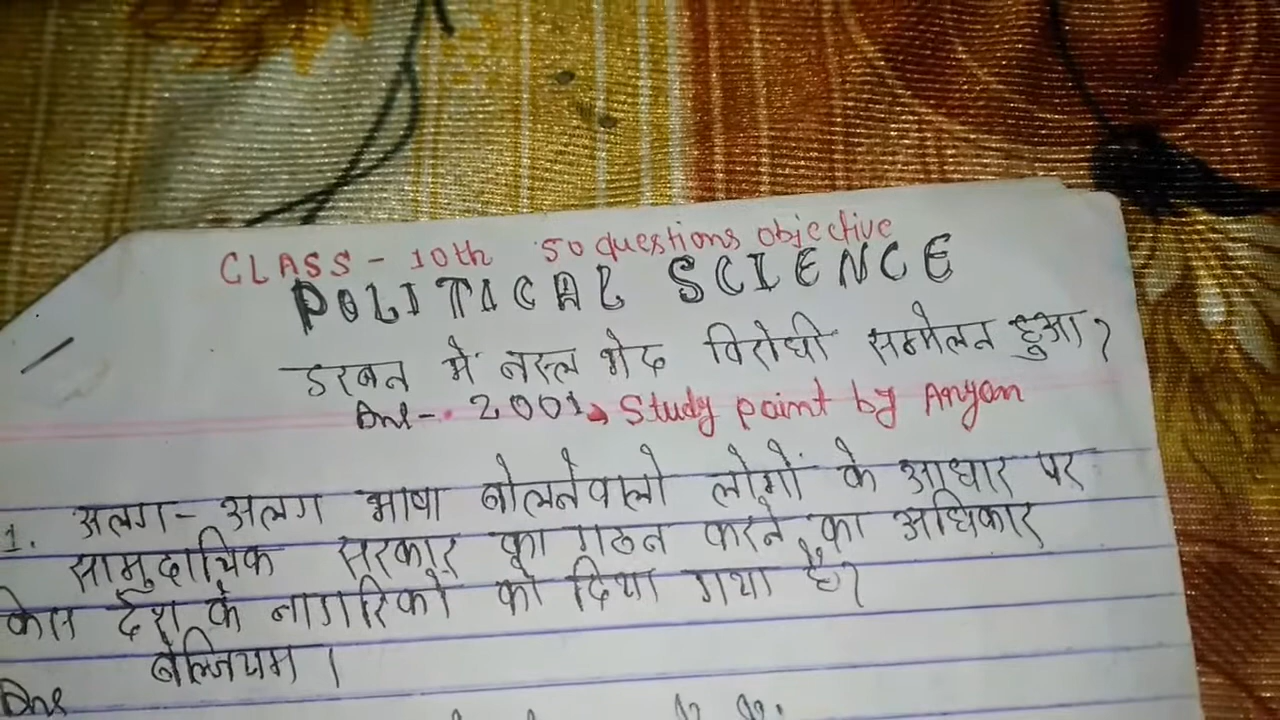 CLASS - 10th 50 questions objective
POLITICAL SCIENCE
डरबन में नस्ल भेद विरोधी सम्मेलन हुआ?
Ans - 2001 Study point by Anyom
1. अलग - अलग भाषा बोलनेवालो लोगों के आधार पर
सामुदायिक सरकार का गठन करने का अधिकार
किस देश के नागरिकों को दिया गया है?
Ans बेल्जियम ।